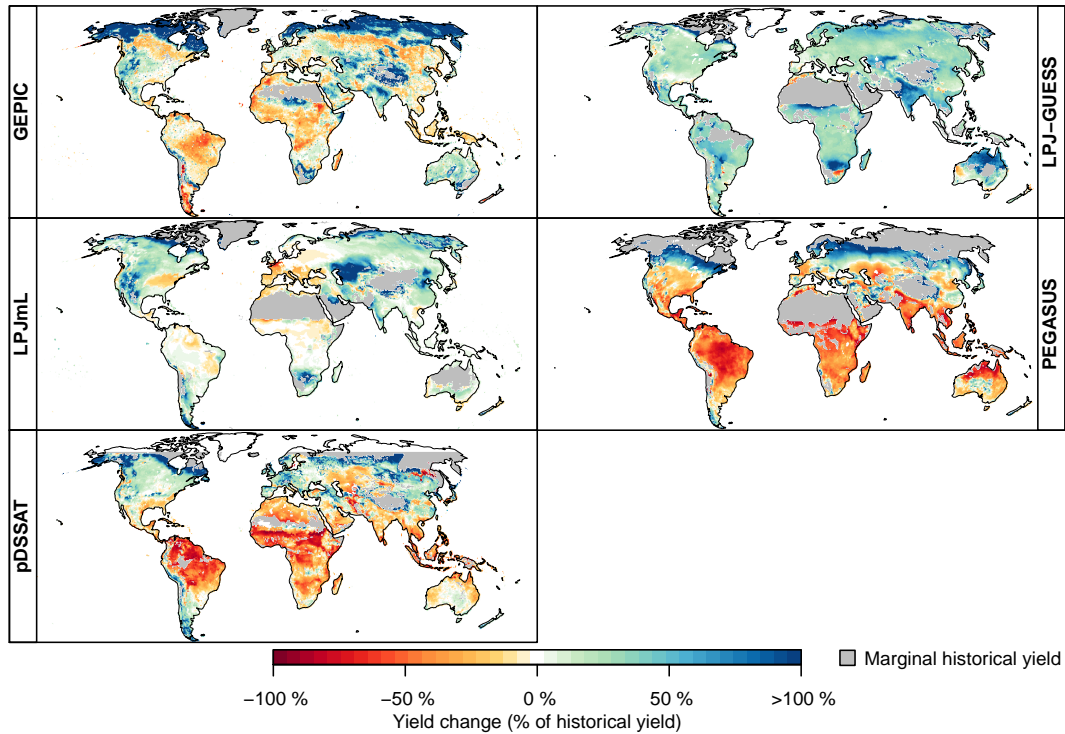 GEPIC
LPJ−GUESS
LPJmL
PEGASUS
pDSSAT
Marginal historical yield
−100 %
−50 %
0 %
50 %
>100 %
Yield change (% of historical yield)